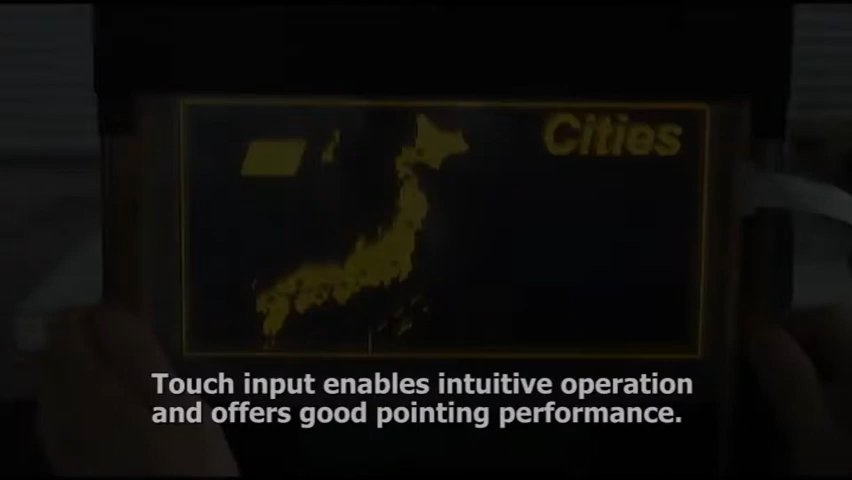 Cities
Touch input enables intuitive operation
and offers good pointing performance.